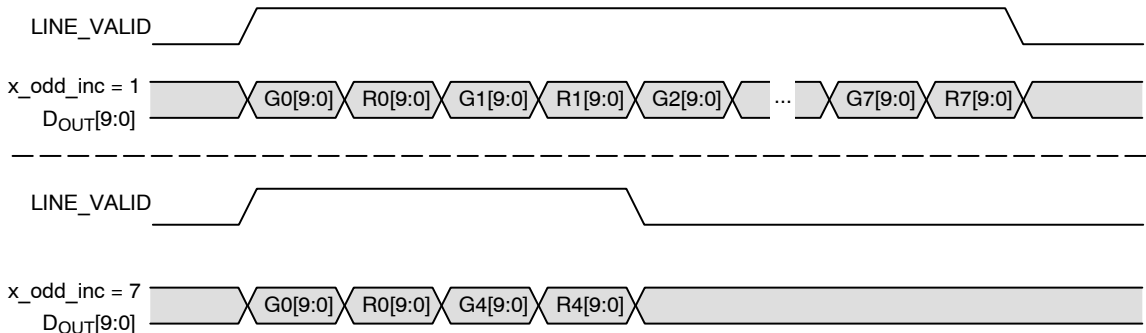 LINE_VALID
x_odd_inc = 1
D_OUT[9:0]
G0[9:0] R0[9:0] G1[9:0] R1[9:0] G2[9:0] ... G7[9:0] R7[9:0]
LINE_VALID
x_odd_inc = 7
D_OUT[9:0]
G0[9:0] R0[9:0] G4[9:0] R4[9:0]